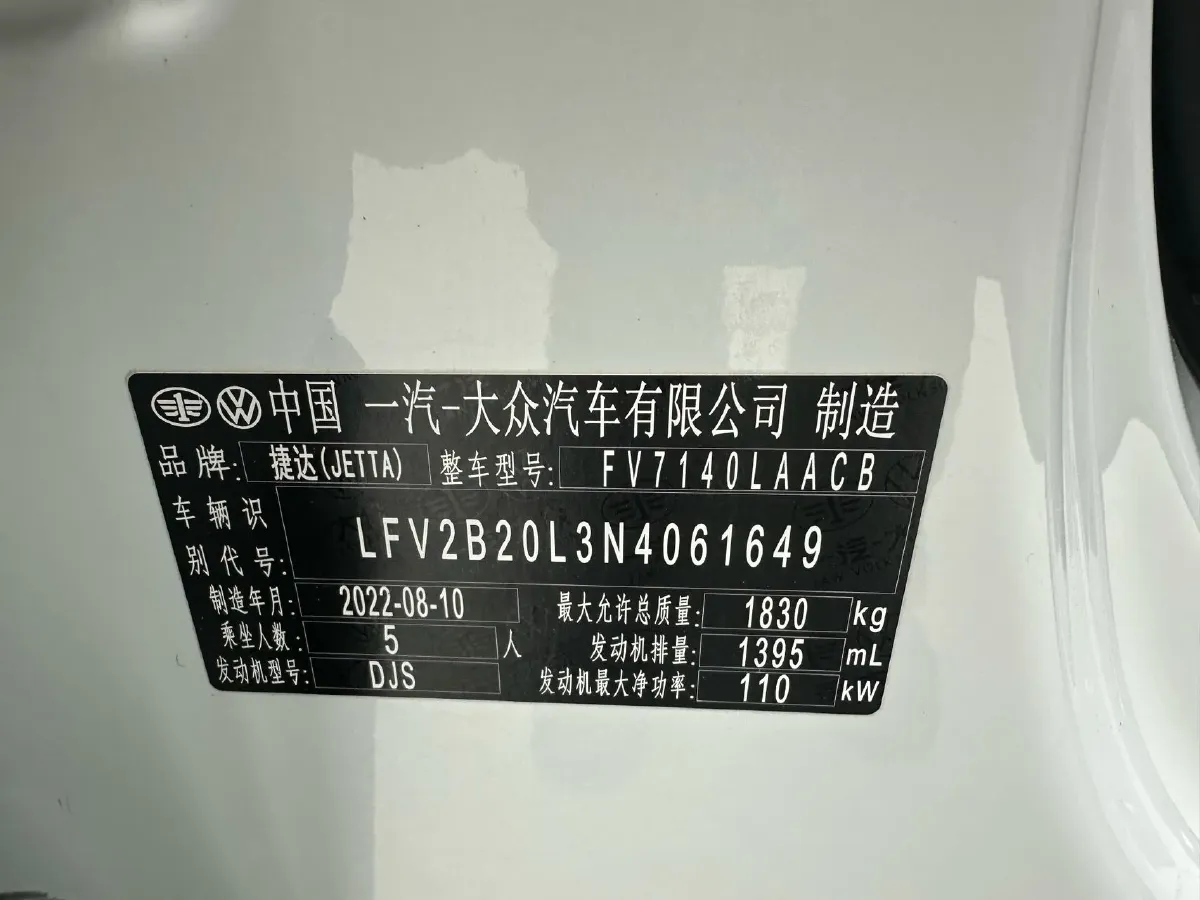 中国 一汽-大众汽车有限公司 制造
品牌: 捷达(JETTA) 整车型号: FV7140LAACB
车辆识别代号: LFV2B20L3N4061649
制造年月: 2022-08-10 最大允许总质量: 1830 kg
乘坐人数: 5 人 发动机排量: 1395 mL
发动机型号: DJS 发动机最大净功率: 110 kW